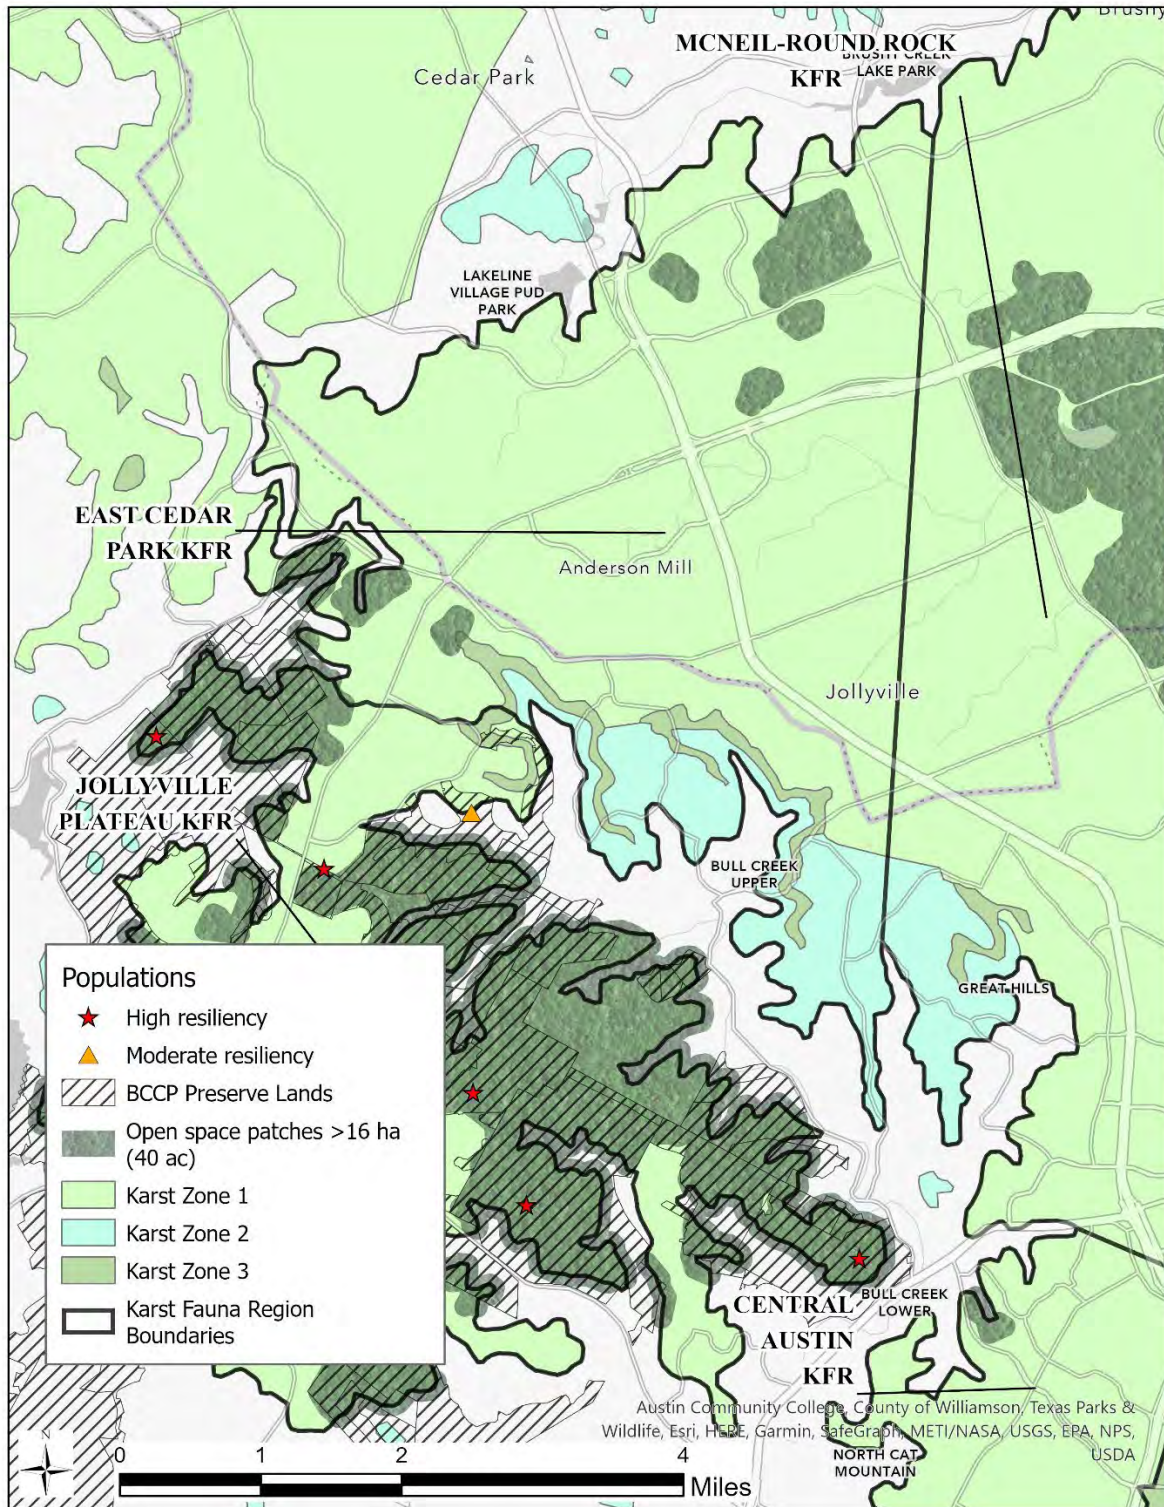 Brushy
MCNEIL-ROUND ROCK
KFR
BRUSHY CREEK
LAKE PARK
Cedar Park
LAKELINE
VILLAGE PUD
PARK
EAST CEDAR
PARK KFR
Anderson Mill
Jollyville
JOLLYVILLE
PLATEAU KFR
BULL CREEK
UPPER
GREAT HILLS
Populations
High resiliency
Moderate resiliency
BCCP Preserve Lands
Open space patches >16 ha
(40 ac)
Karst Zone 1
Karst Zone 2
Karst Zone 3
Karst Fauna Region
Boundaries
CENTRAL
AUSTIN
KFR
BULL CREEK
LOWER
Austin Community College, County of Williamson, Texas Parks &
Wildlife, Esri, HERE, Garmin, SafeGraph, METI/NASA, USGS, EPA, NPS,
USDA
NORTH CAT
MOUNTAIN
0 1 2 4
Miles